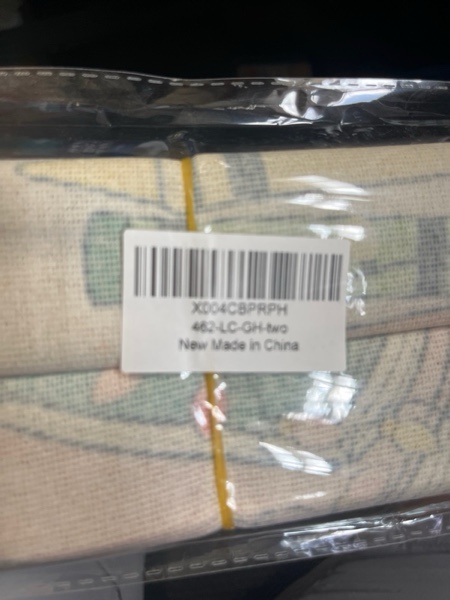 X004CBPRPH
462-LC-GH-two
New Made in China